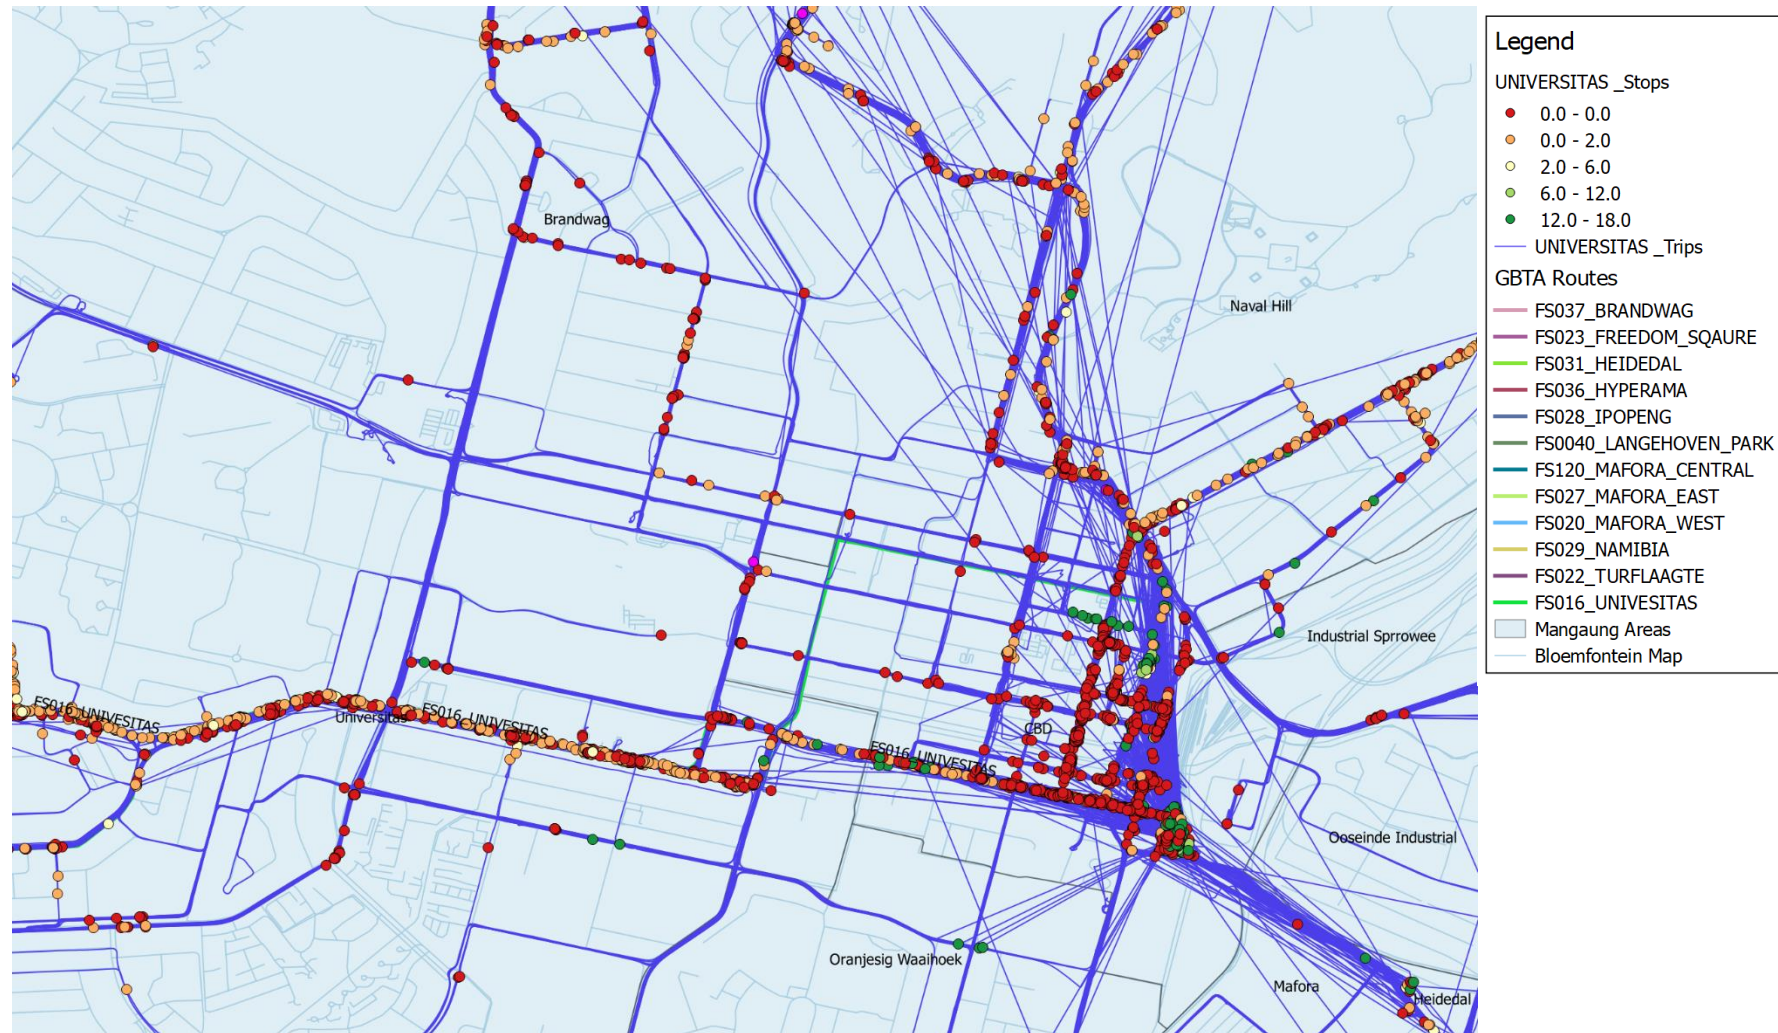 Brandwag
Naval Hill
Industrial Sprrowee
FS016_UNIVESITAS
Universitas
FS016_UNIVESITAS
CBD
FS016_UNIVESITAS
Ooseinde Industrial
Oranjesig Waaihoek
Mafora
Heidedal
Legend
UNIVERSITAS _Stops
0.0 - 0.0
0.0 - 2.0
2.0 - 6.0
6.0 - 12.0
12.0 - 18.0
UNIVERSITAS _Trips
GBTA Routes
FS037_BRANDWAG
FS023_FREEDOM_SQAURE
FS031_HEIDEDAL
FS036_HYPERAMA
FS028_IPOPENG
FS0040_LANGEHOVEN_PARK
FS120_MAFORA_CENTRAL
FS027_MAFORA_EAST
FS020_MAFORA_WEST
FS029_NAMIBIA
FS022_TURFLAAGTE
FS016_UNIVESITAS
Mangaung Areas
Bloemfontein Map